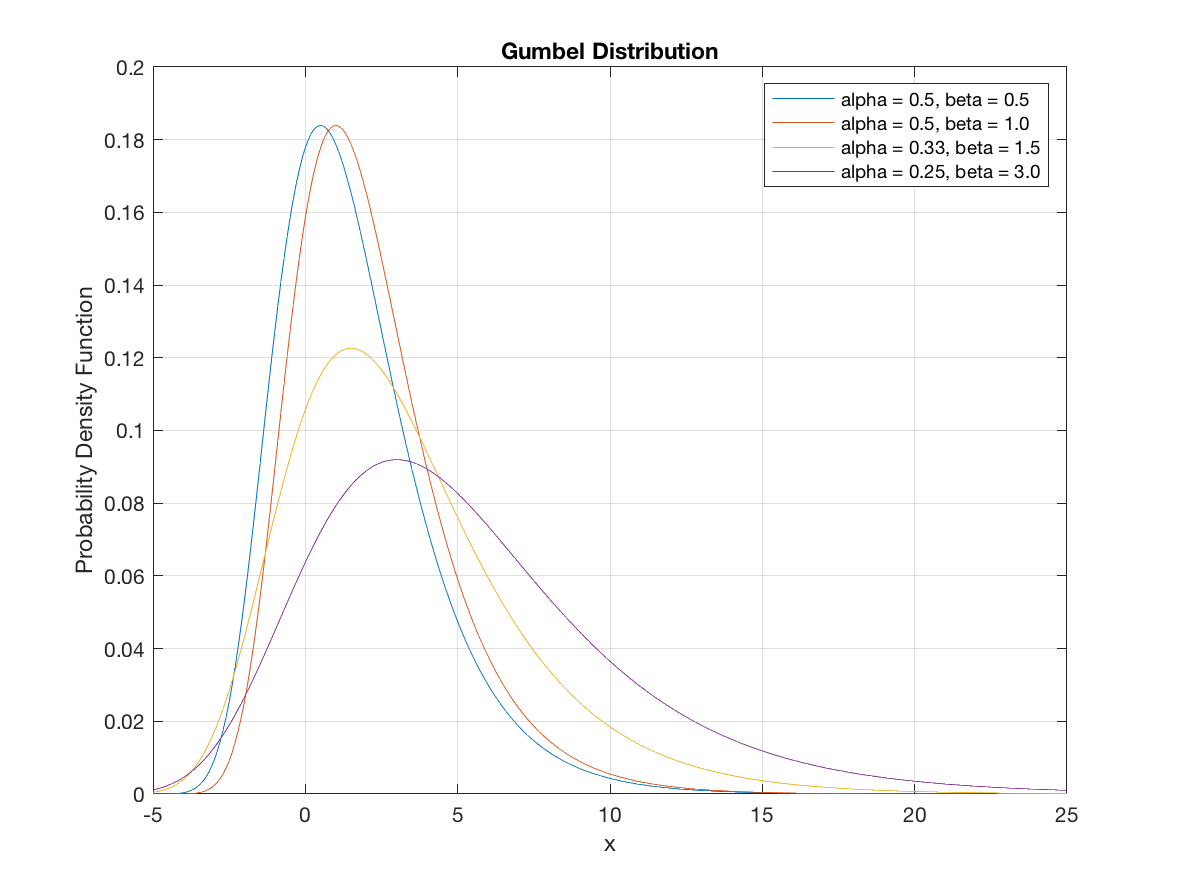 Gumbel Distribution
0.2
0.18
0.16
0.14
0.12
0.1
0.08
0.06
0.04
0.02
0
Probability Density Function
alpha = 0.5, beta = 0.5
alpha = 0.5, beta = 1.0
alpha = 0.33, beta = 1.5
alpha = 0.25, beta = 3.0
-5 0 5 10 15 20 25
x